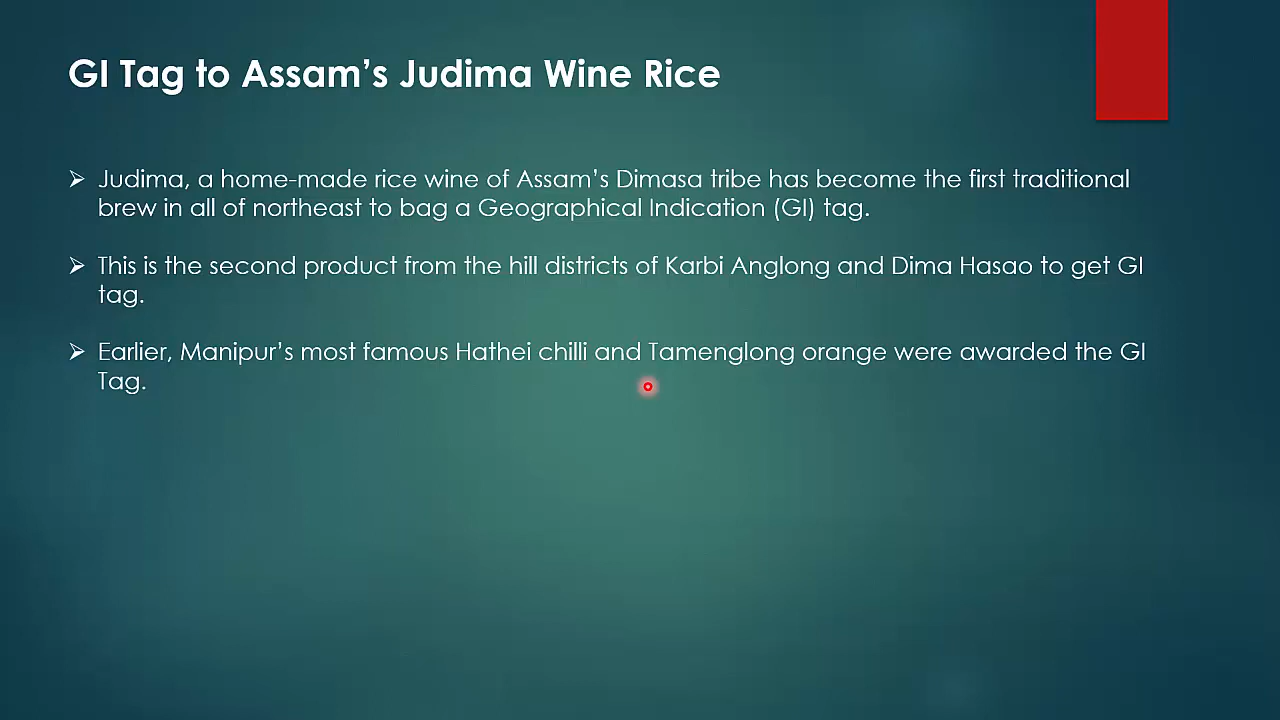 GI Tag to Assam’s Judima Wine Rice
Judima, a home-made rice wine of Assam’s Dimasa tribe has become the first traditional
brew in all of northeast to bag a Geographical Indication (GI) tag.
This is the second product from the hill districts of Karbi Anglong and Dima Hasao to get GI
tag.
Earlier, Manipur’s most famous Hathei chilli and Tamenglong orange were awarded the GI
Tag.